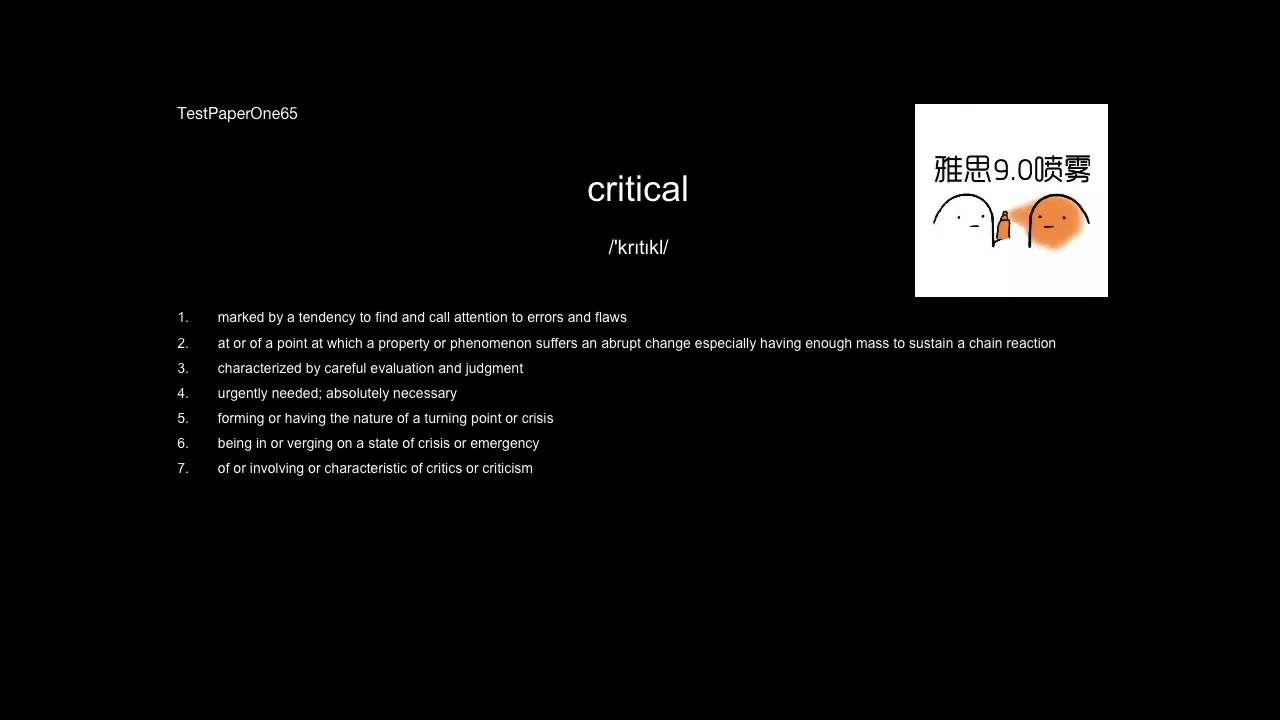 TestPaperOne65
雅思9.0喷雾
critical
/'krɪtɪkl/
1. marked by a tendency to find and call attention to errors and flaws
2. at or of a point at which a property or phenomenon suffers an abrupt change especially having enough mass to sustain a chain reaction
3. characterized by careful evaluation and judgment
4. urgently needed; absolutely necessary
5. forming or having the nature of a turning point or crisis
6. being in or verging on a state of crisis or emergency
7. of or involving or characteristic of critics or criticism